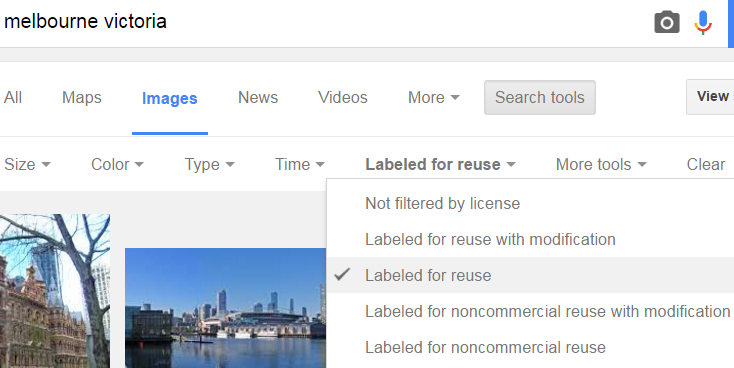 melbourne victoria
All Maps Images News Videos More Search tools View
Size Color Type Time Labeled for reuse More tools Clear
Not filtered by license
Labeled for reuse with modification
Labeled for reuse
Labeled for noncommercial reuse with modification
Labeled for noncommercial reuse